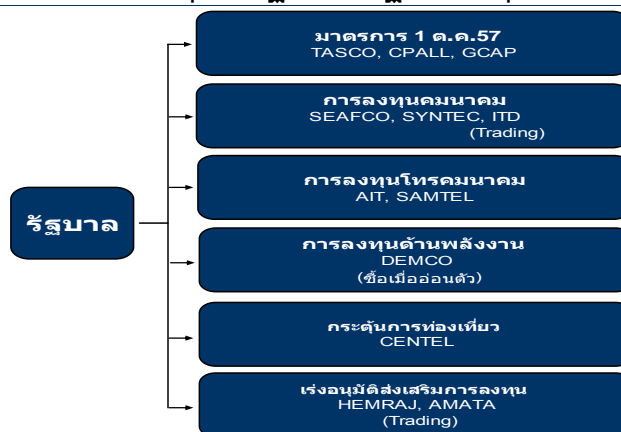 มาตรการ 1 ต.ค.57
TASCO, CPALL, GCAP
การลงทุนคมนาคม
SEAFCO, SYNTEC, ITD
(Trading)
การลงทุนโทรคมนาคม
AIT, SAMTEL
รัฐบาล
การลงทุนด้านพลังงาน
DEMCO
(ซื้อเมื่ออ่อนตัว)
กระตุ้นการท่องเที่ยว
CENTEL
เร่งอนุมัติส่งเสริมการลงทุน
HEMRAJ, AMATA
(Trading)